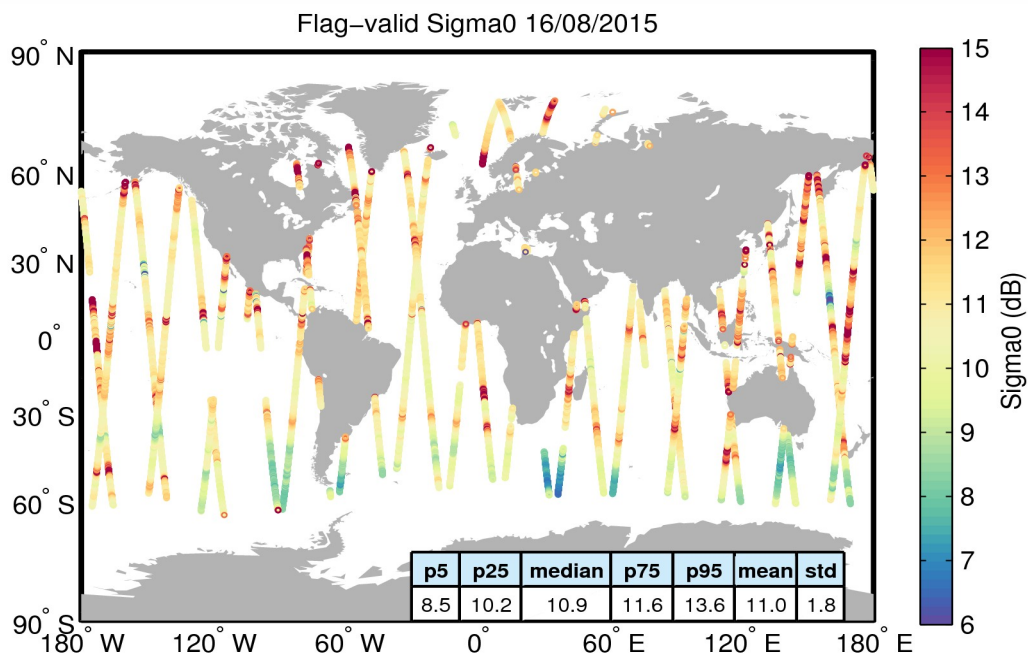 Flag−valid Sigma0 16/08/2015
90° N
60° N
30° N
0°
30° S
60° S
90° S
180° W
120° W
60° W
0°
60° E
120° E
180° E
p5 p25 median p75 p95 mean std
8.5 10.2 10.9 11.6 13.6 11.0 1.8
15
14
13
12
11
10
9
8
7
6
Sigma0 (dB)